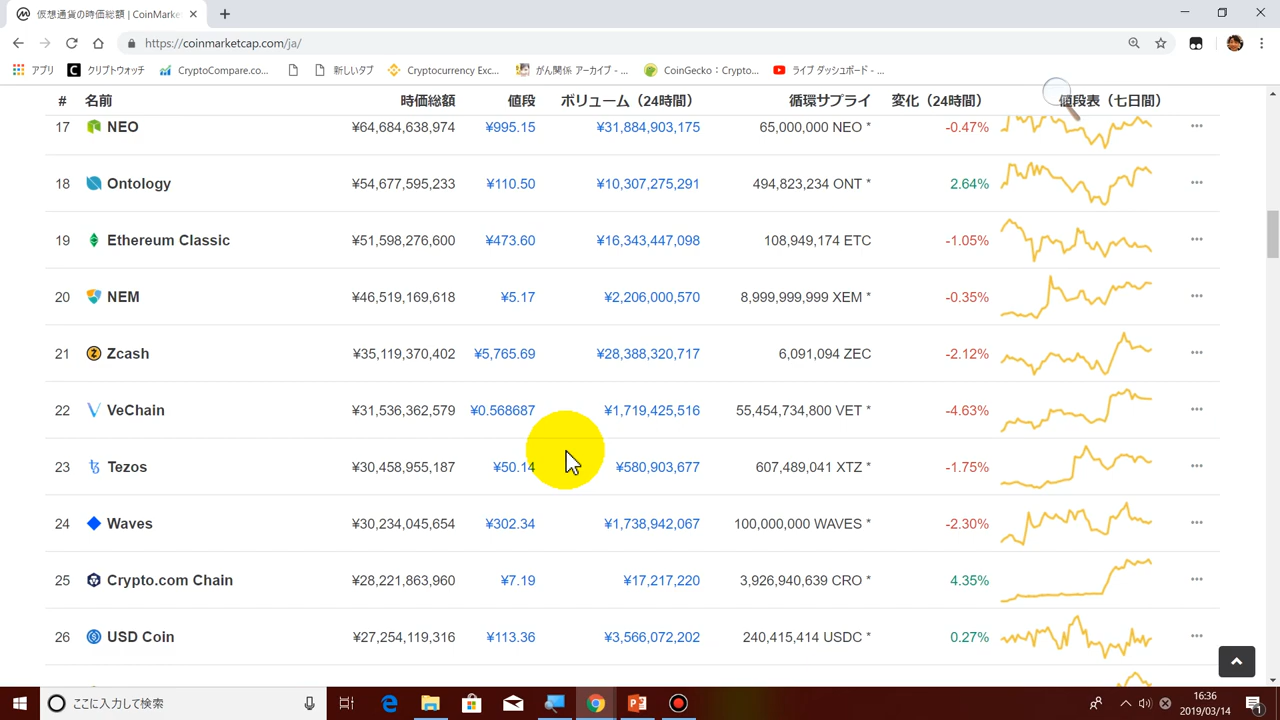 仮想通貨の時価総額 | CoinMarke
https://coinmarketcap.com/ja/
アプリ クリプトウォッチ CryptoCompare.co... 新しいタブ Cryptocurrency Exc... がん関係 アーカイブ - ... CoinGecko：Crypto... ライブ ダッシュボード - ...
# 名前 時価総額 値段 ボリューム（24時間） 循環サプライ 変化（24時間） 値段表（七日間）
17 NEO ¥64,684,638,974 ¥995.15 ¥31,884,903,175 65,000,000 NEO * -0.47%
18 Ontology ¥54,677,595,233 ¥110.50 ¥10,307,275,291 494,823,234 ONT * 2.64%
19 Ethereum Classic ¥51,598,276,600 ¥473.60 ¥16,343,447,098 108,949,174 ETC -1.05%
20 NEM ¥46,519,169,618 ¥5.17 ¥2,206,000,570 8,999,999,999 XEM * -0.35%
21 Zcash ¥35,119,370,402 ¥5,765.69 ¥28,388,320,717 6,091,094 ZEC -2.12%
22 VeChain ¥31,536,362,579 ¥0.568687 ¥1,719,425,516 55,454,734,800 VET * -4.63%
23 Tezos ¥30,458,955,187 ¥50.14 ¥580,903,677 607,489,041 XTZ * -1.75%
24 Waves ¥30,234,045,654 ¥302.34 ¥1,738,942,067 100,000,000 WAVES * -2.30%
25 Crypto.com Chain ¥28,221,863,960 ¥7.19 ¥17,217,220 3,926,940,639 CRO * 4.35%
26 USD Coin ¥27,254,119,316 ¥113.36 ¥3,566,072,202 240,415,414 USDC * 0.27%
ここに入力して検索
16:36
2019/03/14
1